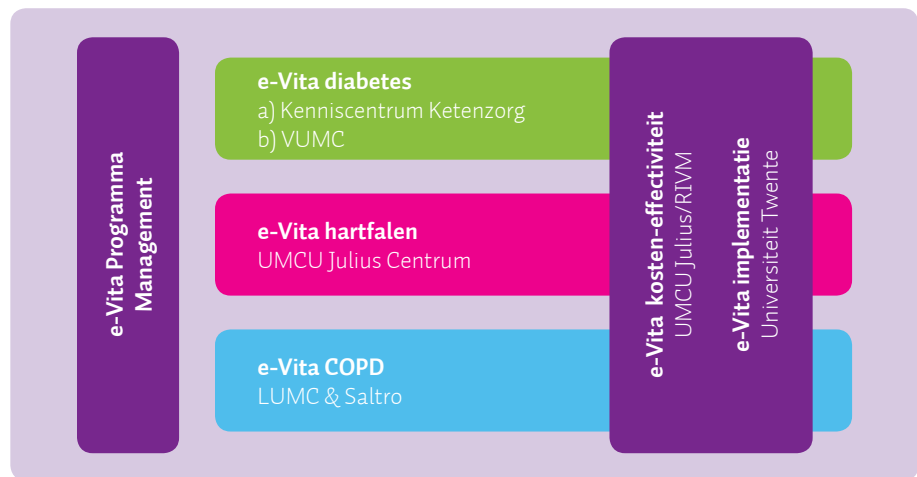 e-Vita Programma
Management
e-Vita diabetes
a) Kenniscentrum Ketenzorg
b) VUMC
e-Vita hartfalen
UMCU Julius Centrum
e-Vita COPD
LUMC & Saltro
e-Vita kosten-effectiviteit
UMCU Julius/RIVM
e-Vita implementatie
Universiteit Twente